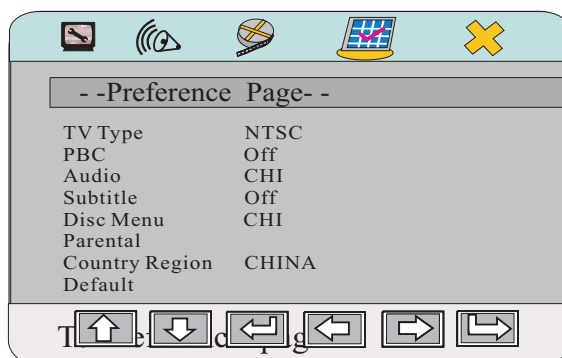 - -Preference Page- -
TV Type NTSC
PBC Off
Audio CHI
Subtitle Off
Disc Menu CHI
Parental
Country Region CHINA
Default